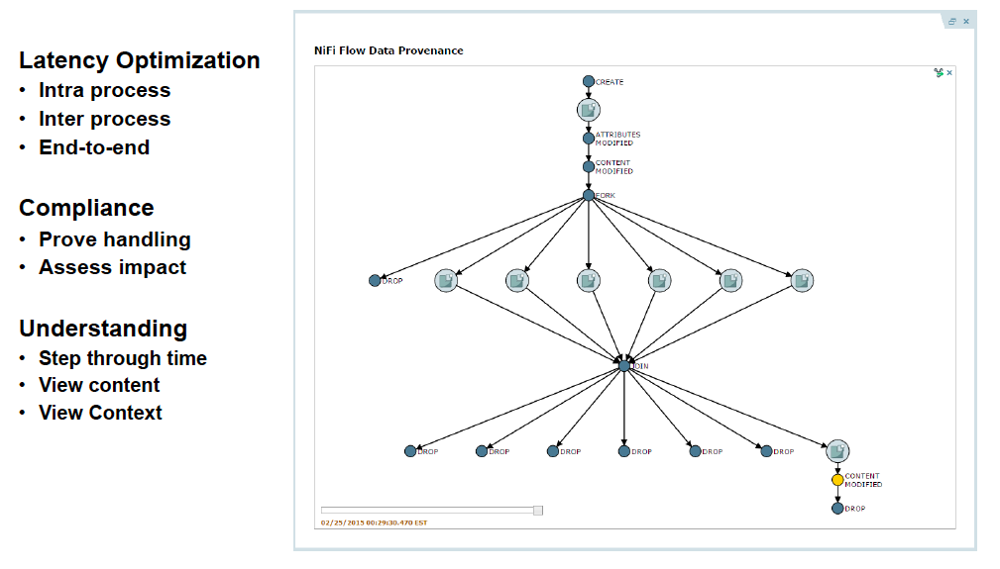 Latency Optimization
• Intra process
• Inter process
• End-to-end
Compliance
• Prove handling
• Assess impact
Understanding
• Step through time
• View content
• View Context
NiFi Flow Data Provenance
CREATE
ATTRIBUTES
MODIFIED
CONTENT
MODIFIED
FORK
DROP
JOIN
DROP
DROP
DROP
DROP
DROP
DROP
CONTENT
MODIFIED
DROP
02/25/2015 00:29:30.470 EST